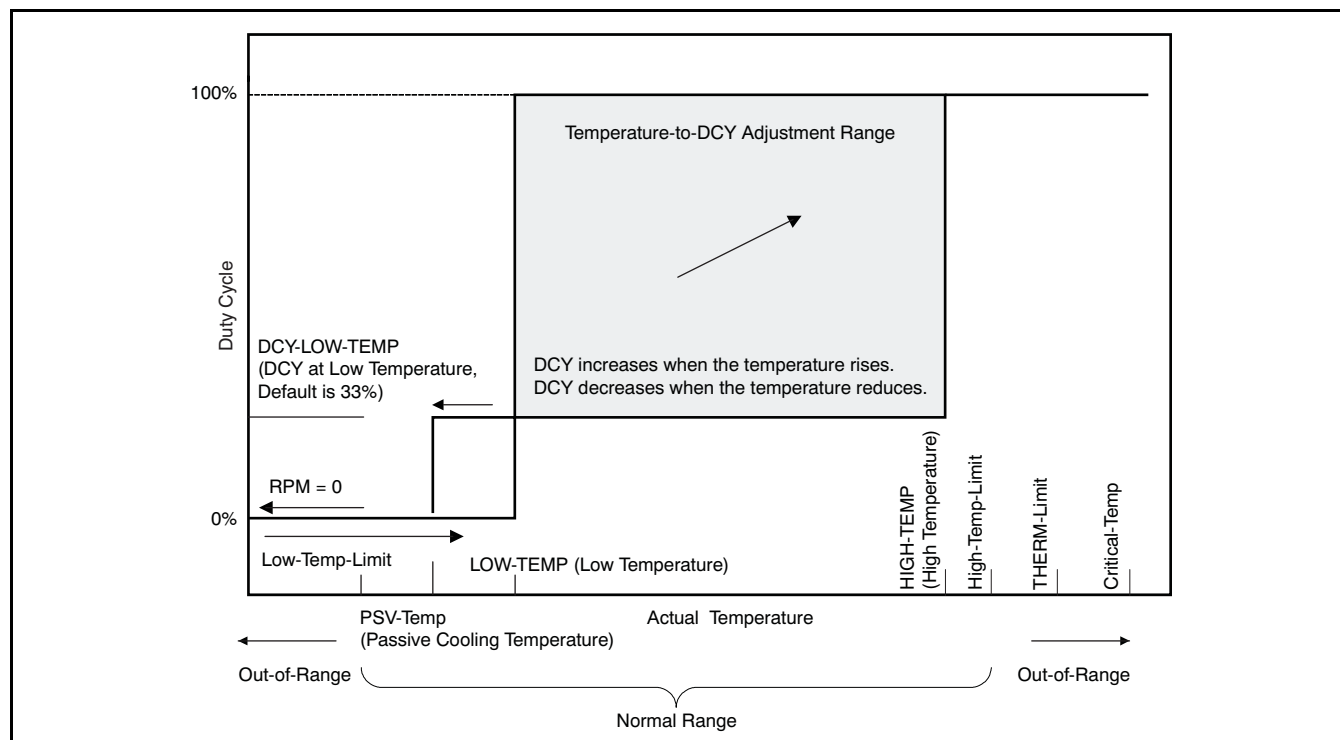 100%
Temperature-to-DCY Adjustment Range
Duty Cycle
DCY-LOW-TEMP
(DCY at Low Temperature,
Default is 33%)
DCY increases when the temperature rises.
DCY decreases when the temperature reduces.
RPM = 0
0%
Low-Temp-Limit
LOW-TEMP (Low Temperature)
HIGH-TEMP
(High Temperature)
High-Temp-Limit
THERM-Limit
Critical-Temp
PSV-Temp
(Passive Cooling Temperature)
Actual Temperature
Out-of-Range
Out-of-Range
Normal Range